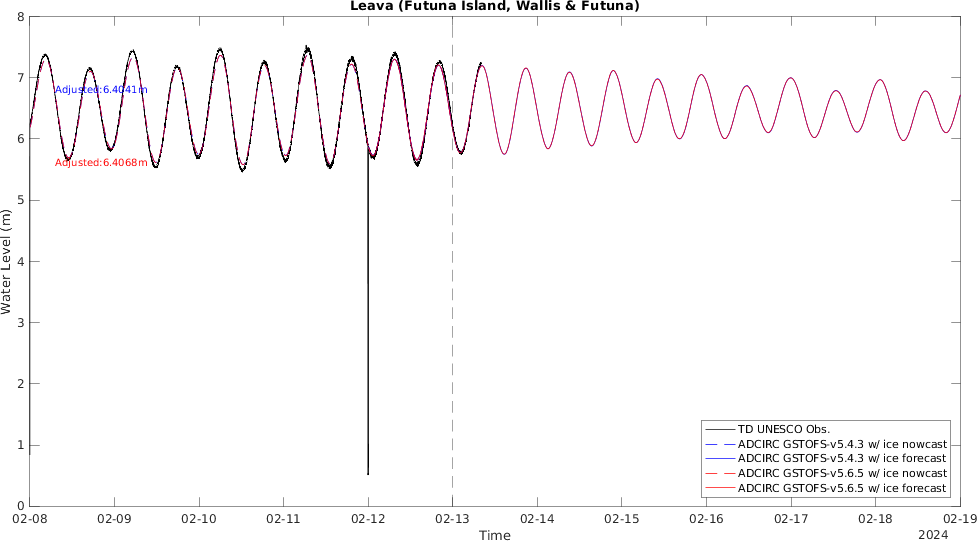 Leava (Futuna Island, Wallis & Futuna)
8
7
6
5
4
3
2
1
0
Water Level (m)
Adjusted:6.4041m
Adjusted:6.4068m
TD UNESCO Obs.
ADCIRC GSTOFS-v5.4.3 w/ ice nowcast
ADCIRC GSTOFS-v5.4.3 w/ ice forecast
ADCIRC GSTOFS-v5.6.5 w/ ice nowcast
ADCIRC GSTOFS-v5.6.5 w/ ice forecast
02-08 02-09 02-10 02-11 02-12 02-13 02-14 02-15 02-16 02-17 02-18 02-19
Time
2024